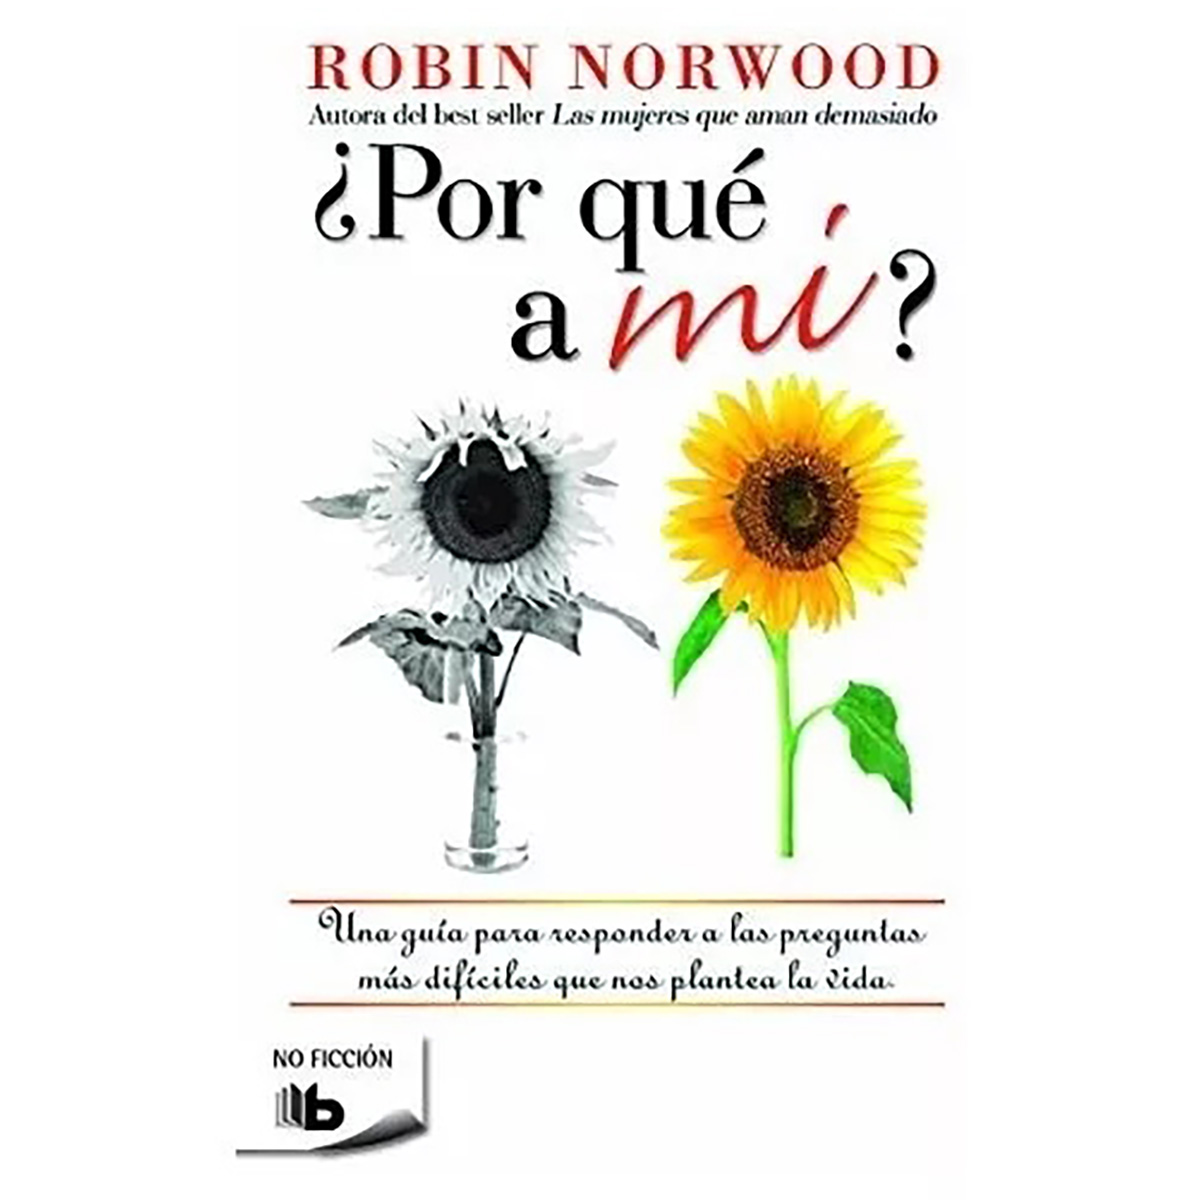 ROBIN NORWOOD
Autora del best seller Las mujeres que aman demasiado
¿Por qué
a mí?
Una guía para responder a las preguntas
más difíciles que nos plantea la vida.
NO FICCIÓN
b